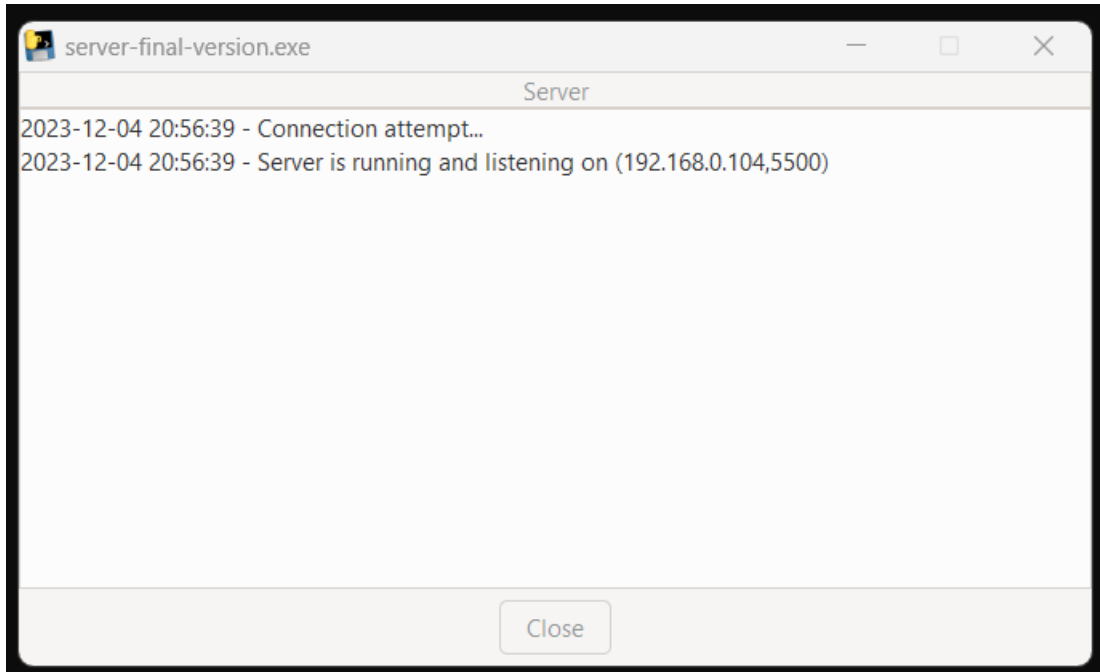 server-final-version.exe
Server
2023-12-04 20:56:39 - Connection attempt...
2023-12-04 20:56:39 - Server is running and listening on (192.168.0.104,5500)
Close